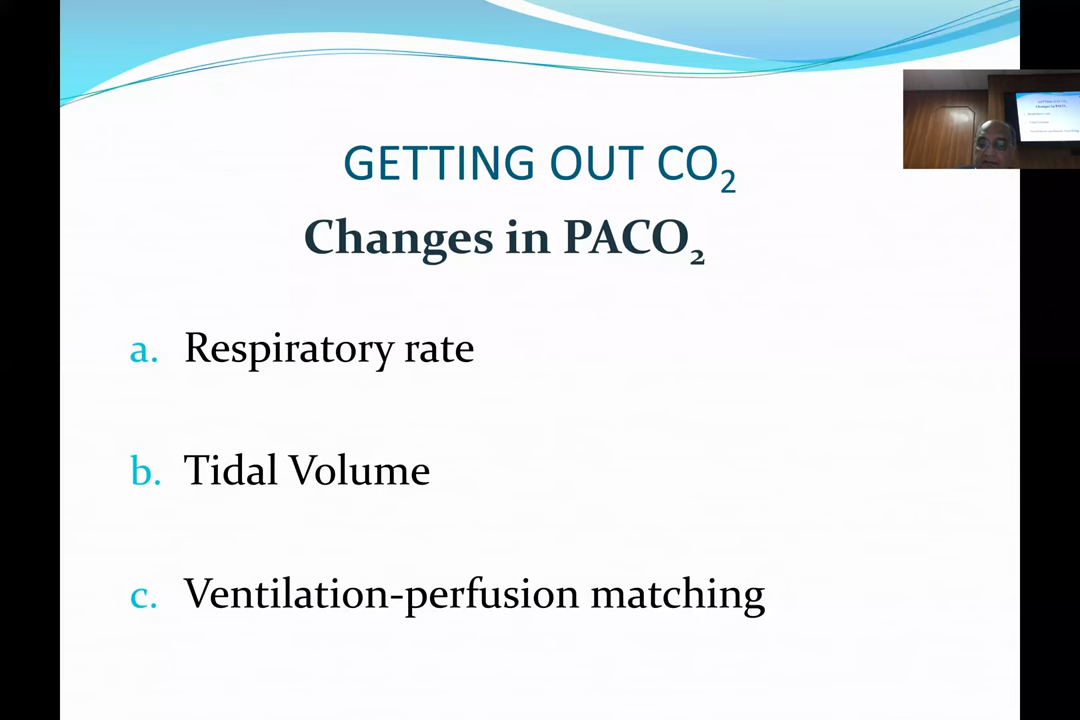 GETTING OUT CO₂
Changes in PACO₂
a. Respiratory rate
b. Tidal Volume
c. Ventilation-perfusion matching